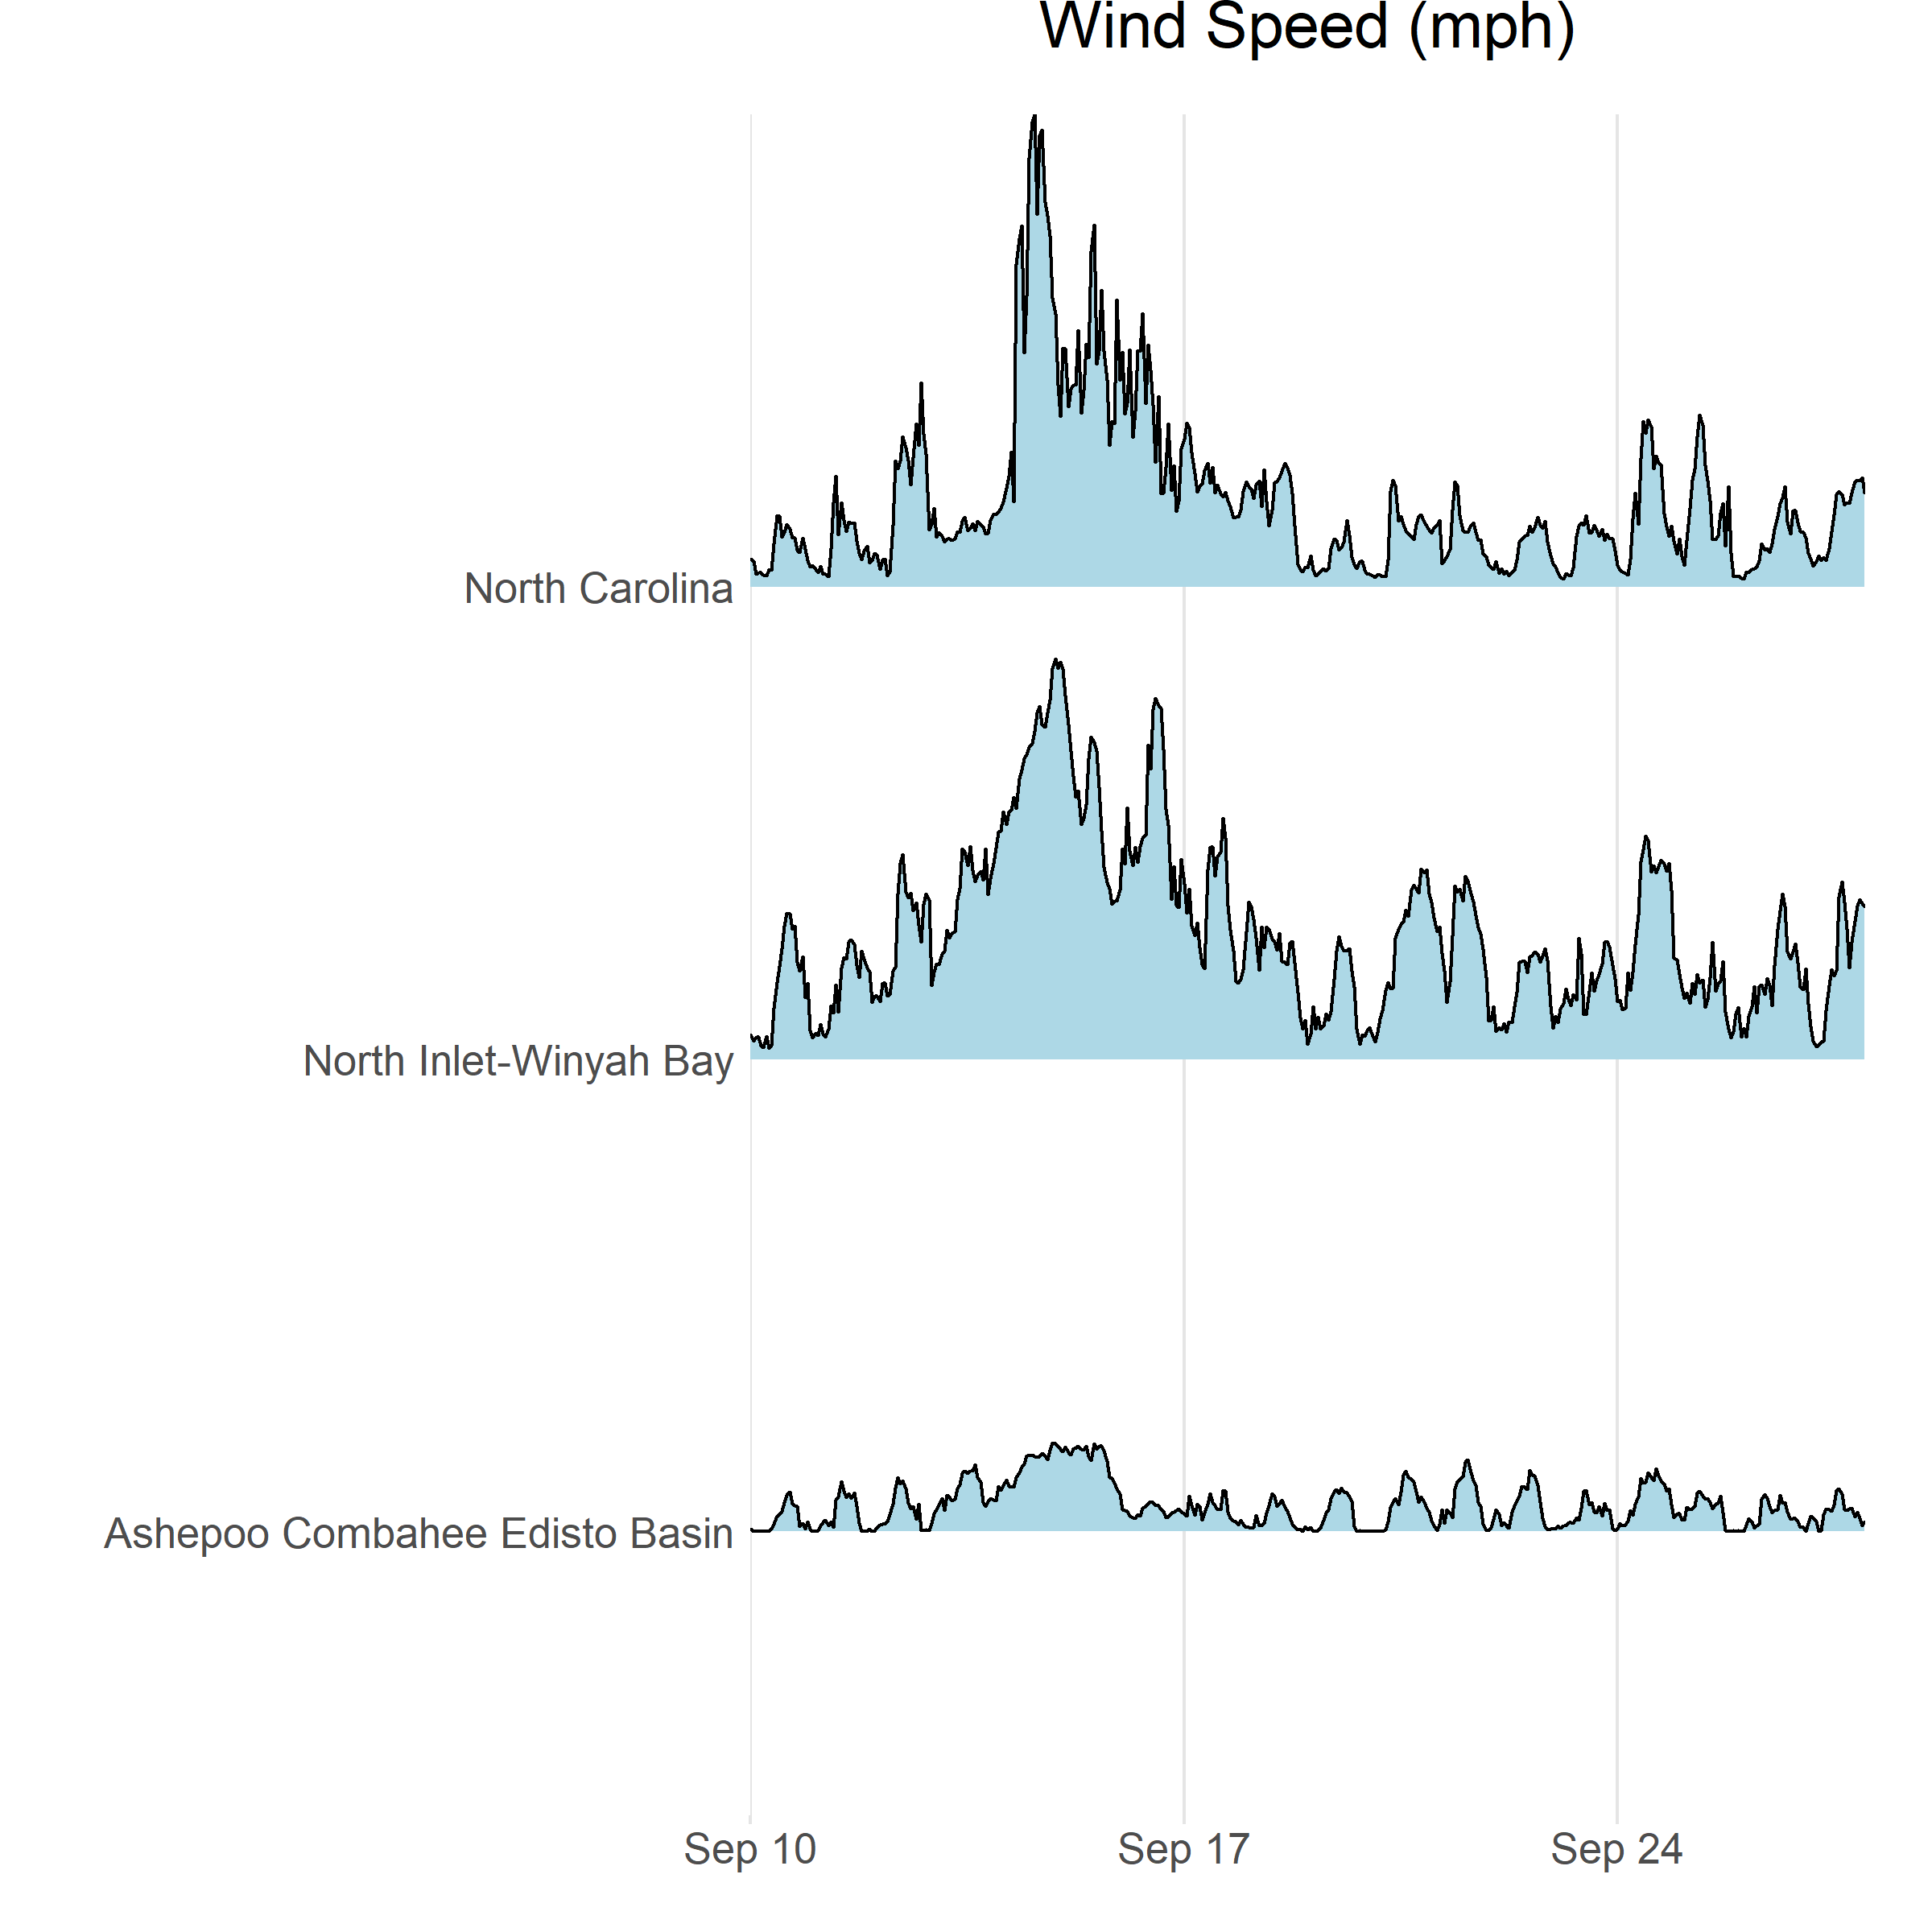 Wind Speed (mph)
North Carolina
North Inlet-Winyah Bay
Ashepoo Combahee Edisto Basin
Sep 10
Sep 17
Sep 24